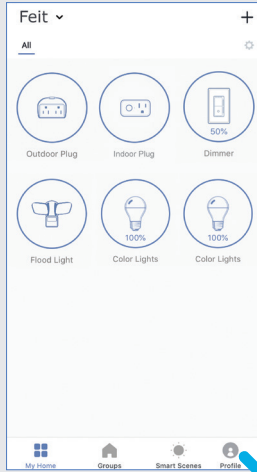 Feit
All
50%
Outdoor Plug Indoor Plug Dimmer
100% 100%
Flood Light Color Lights Color Lights
My Home Groups Smart Scenes Profile